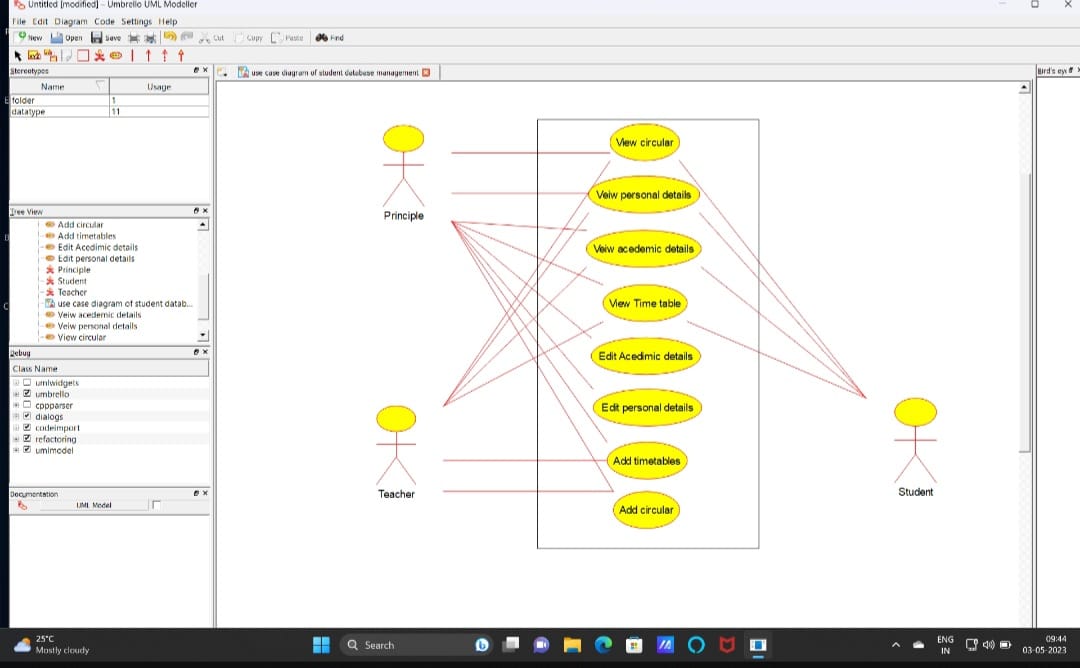 Untitled [modified] – Umbrello UML Modeller
File Edit Diagram Code Settings Help
New Open Save Cut Copy Paste Find
Stereotypes
Name Usage
folder 1
datatype 11
Tree View
Add circular
Add timetables
Edit Acedimic details
Edit personal details
Principle
Student
Teacher
use case diagram of student datab...
Veiw acedemic details
Veiw personal details
View circular
Debug
Class Name
umlwidgets
umbrello
cppparser
dialogs
codeimport
refactoring
umlmodel
Documentation
UML Model
use case diagram of student database management
Bird's eye
View circular
Veiw personal details
Principle
Veiw acedemic details
View Time table
Edit Acedimic details
Edit personal details
Add timetables
Teacher
Student
Add circular
25°C
Mostly cloudy
Search
ENG
IN
09:44
03-05-2023